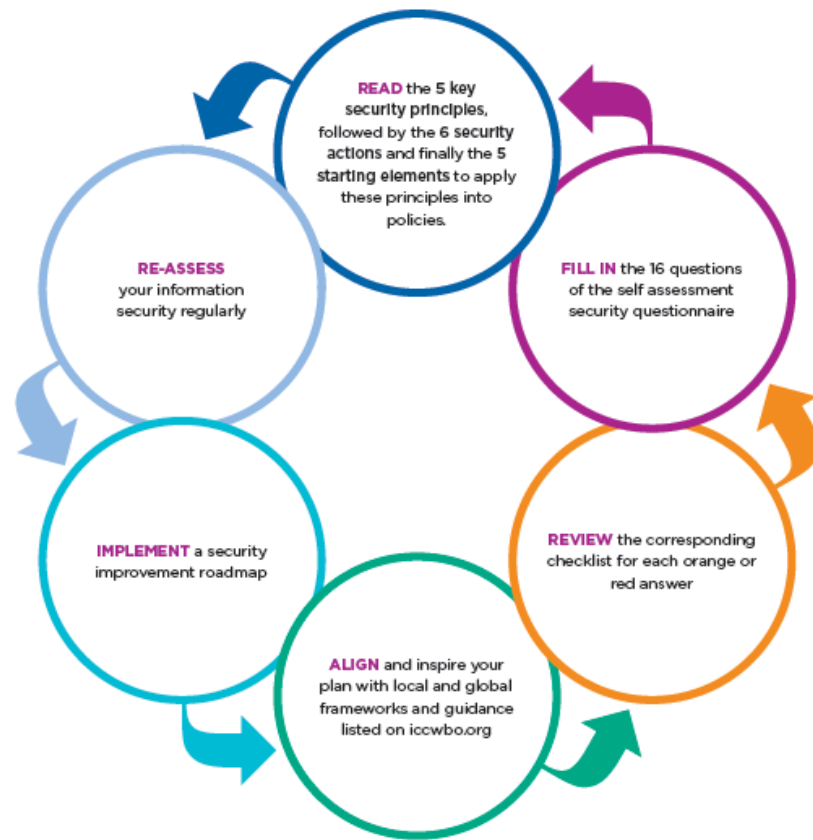 READ the 5 key
security principles,
followed by the 6 security
actions and finally the 5
starting elements to apply
these principles into
policies.
RE-ASSESS
your information
security regularly
FILL IN the 16 questions
of the self assessment
security questionnaire
IMPLEMENT a security
improvement roadmap
REVIEW the corresponding
checklist for each orange or
red answer
ALIGN and inspire your
plan with local and global
frameworks and guidance
listed on iccwbo.org